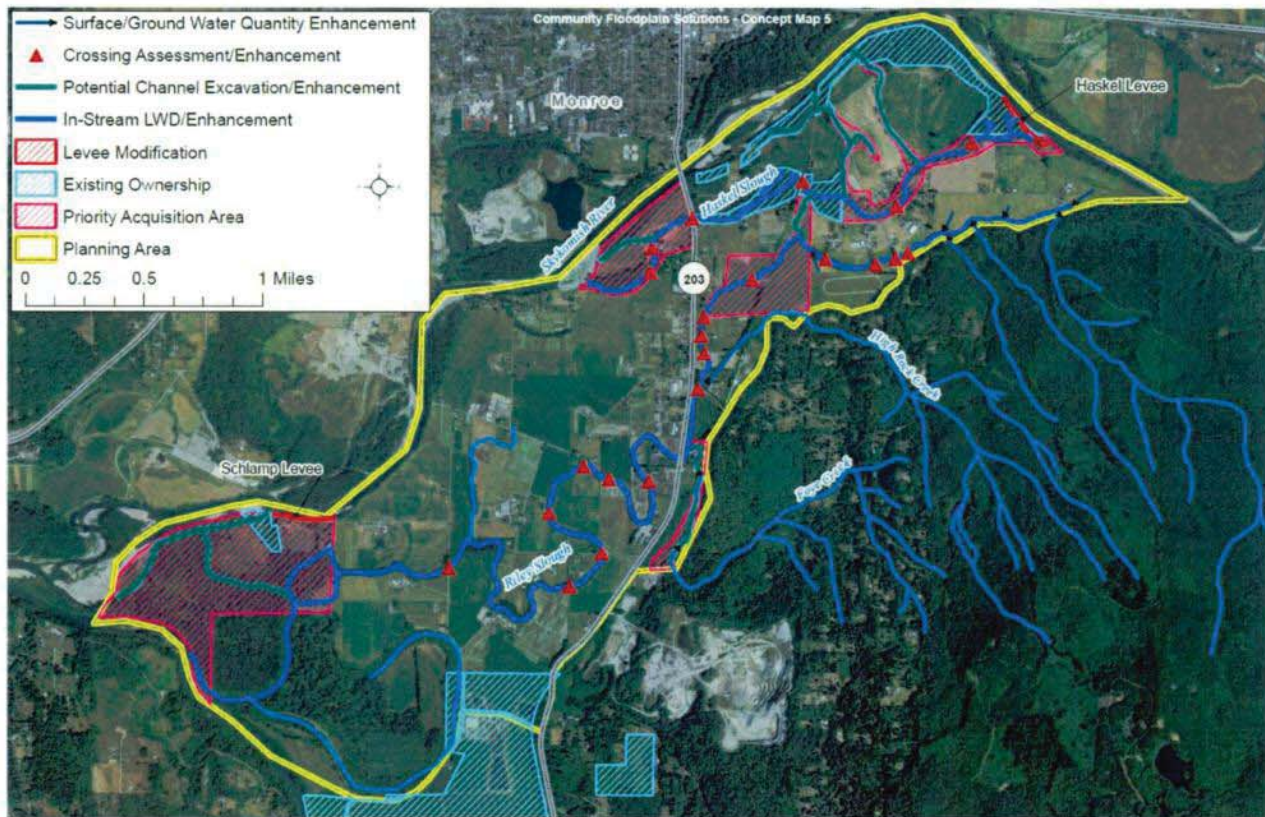 Community Floodplain Solutions - Concept Map 5
Surface/Ground Water Quantity Enhancement
Crossing Assessment/Enhancement
Potential Channel Excavation/Enhancement
In-Stream LWD/Enhancement
Levee Modification
Existing Ownership
Priority Acquisition Area
Planning Area
0 0.25 0.5 1 Miles
Monroe
Haskel Levee
Haskel Slough
Skykomish River
203
High Rock Creek
Schlamp Levee
Riley Slough